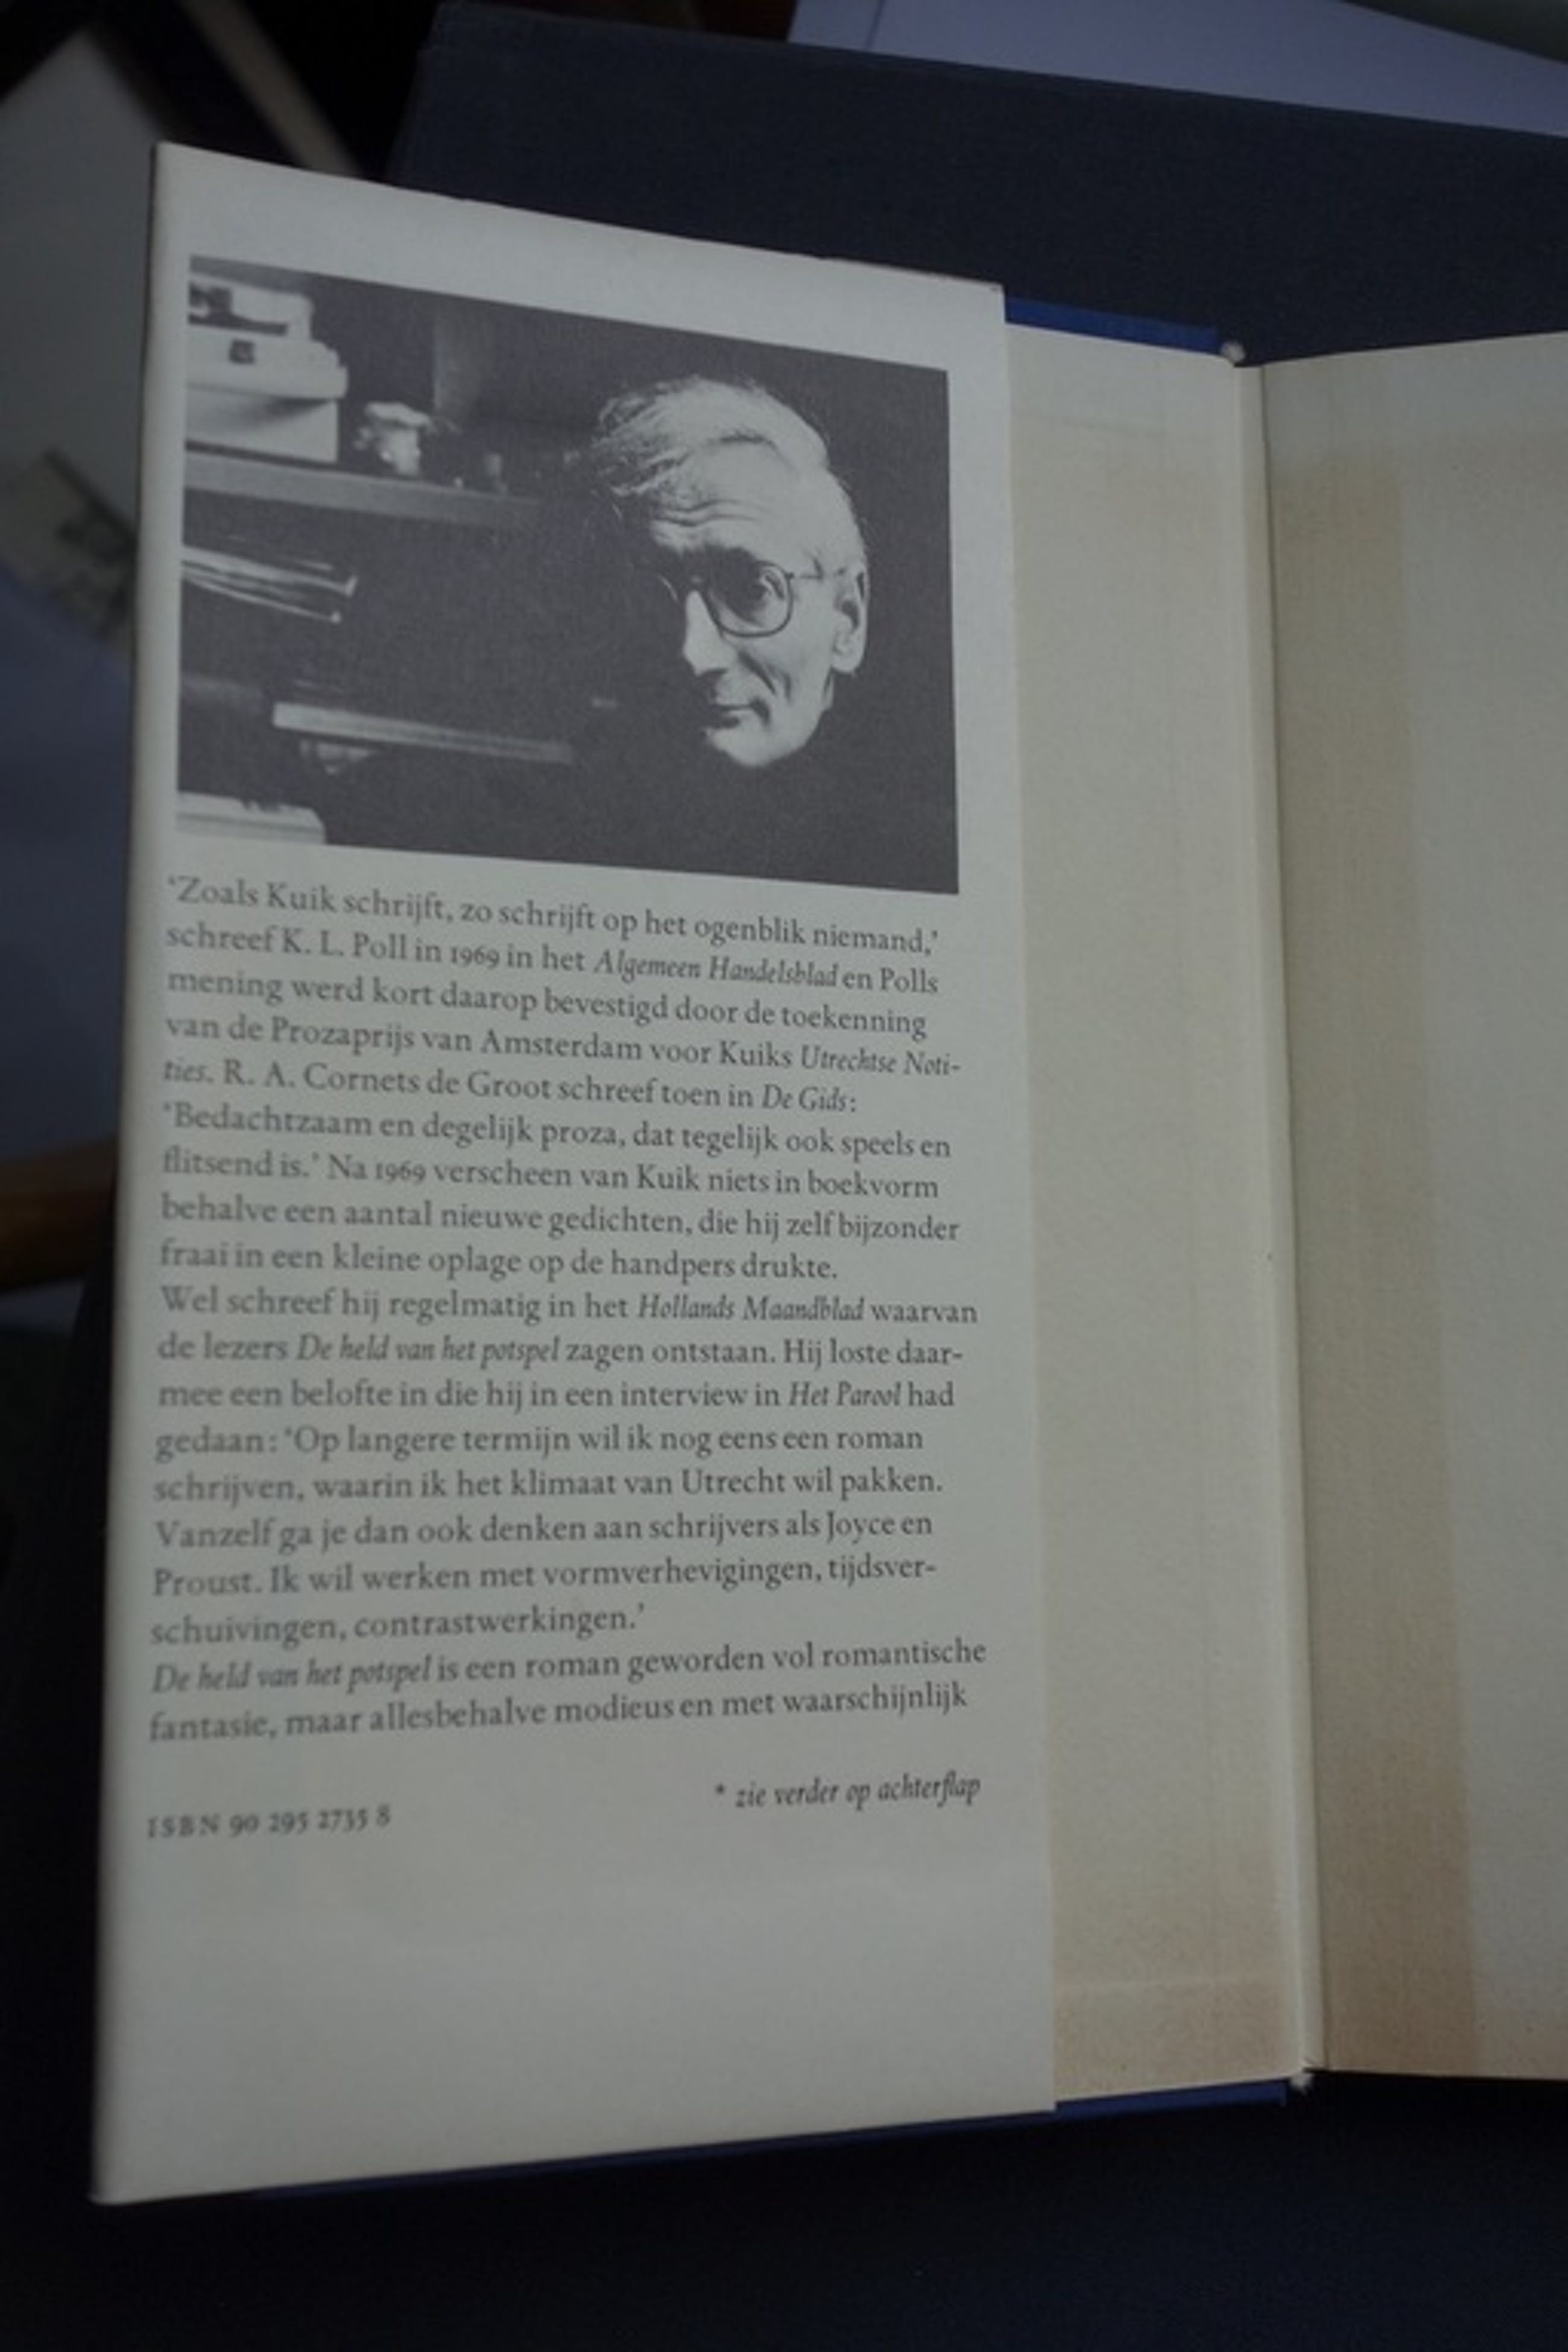 ‘Zoals Kuik schrijft, zo schrijft op het ogenblik niemand,’
schreef K. L. Poll in 1969 in het Algemeen Handelsblad en Polls
mening werd kort daarop bevestigd door de toekenning
van de Prozaprijs van Amsterdam voor Kuiks Utrechtse Noti-
ties. R. A. Cornets de Groot schreef toen in De Gids:
‘Bedachtzaam en degelijk proza, dat tegelijk ook speels en
flitsend is.’ Na 1969 verscheen van Kuik niets in boekvorm
behalve een aantal nieuwe gedichten, die hij zelf bijzonder
fraai in een kleine oplage op de handpers drukte.
Wel schreef hij regelmatig in het Hollands Maandblad waarvan
de lezers De held van het potspel zagen ontstaan. Hij loste daar-
mee een belofte in die hij in een interview in Het Parool had
gedaan: ‘Op langere termijn wil ik nog eens een roman
schrijven, waarin ik het klimaat van Utrecht wil pakken.
Vanzelf ga je dan ook denken aan schrijvers als Joyce en
Proust. Ik wil werken met vormverhevigingen, tijdsver-
schuivingen, contrastwerkingen.’
De held van het potspel is een roman geworden vol romantische
fantasie, maar allesbehalve modieus en met waarschijnlijk
* zie verder op achterflap
ISBN 90 295 2735 8